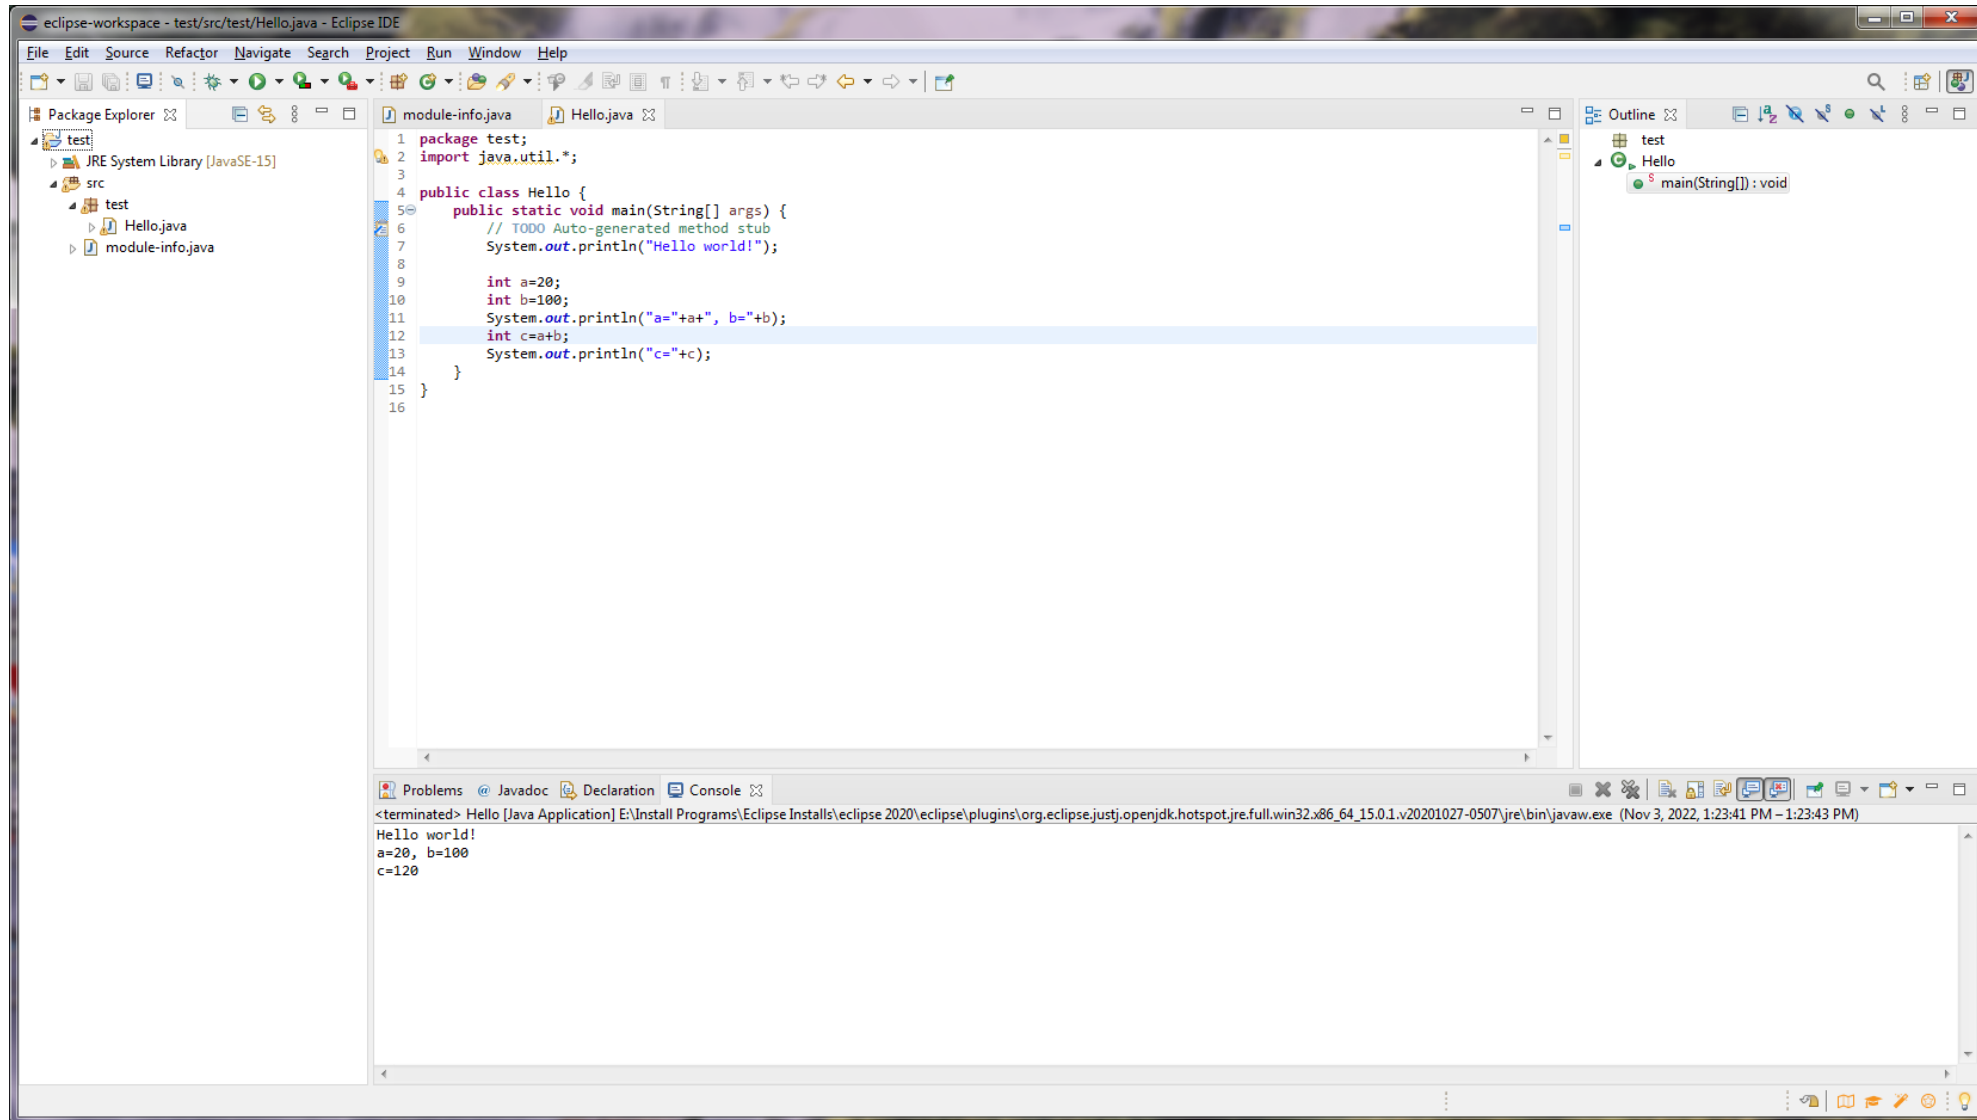 eclipse-workspace - test/src/test/Hello.java - Eclipse IDE
File Edit Source Refactor Navigate Search Project Run Window Help
Package Explorer
test
JRE System Library [JavaSE-15]
src
test
Hello.java
module-info.java
module-info.java Hello.java
1 package test;
2 import java.util.*;
3
4 public class Hello {
5 public static void main(String[] args) {
6 // TODO Auto-generated method stub
7 System.out.println("Hello world!");
8
9 int a=20;
10 int b=100;
11 System.out.println("a="+a+", b="+b);
12 int c=a+b;
13 System.out.println("c="+c);
14 }
15 }
16
Outline
test
Hello
main(String[]) : void
Problems Javadoc Declaration Console
<terminated> Hello [Java Application] E:\Install Programs\Eclipse Installs\eclipse 2020\eclipse\plugins\org.eclipse.justj.openjdk.hotspot.jre.full.win32.x86_64_15.0.1.v20201027-0507\jre\bin\javaw.exe (Nov 3, 2022, 1:23:41 PM – 1:23:43 PM)
Hello world!
a=20, b=100
c=120